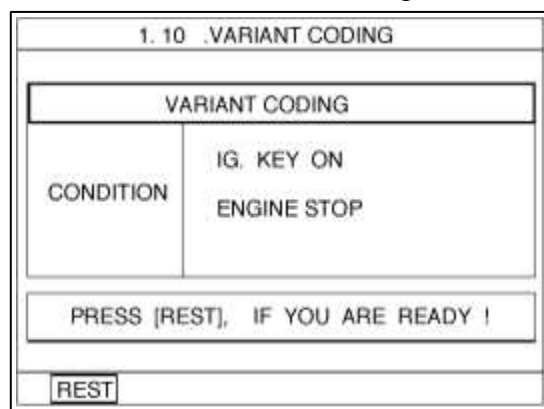 1. 10 .VARIANT CODING
VARIANT CODING
CONDITION
IG. KEY ON
ENGINE STOP
PRESS [REST], IF YOU ARE READY !
REST